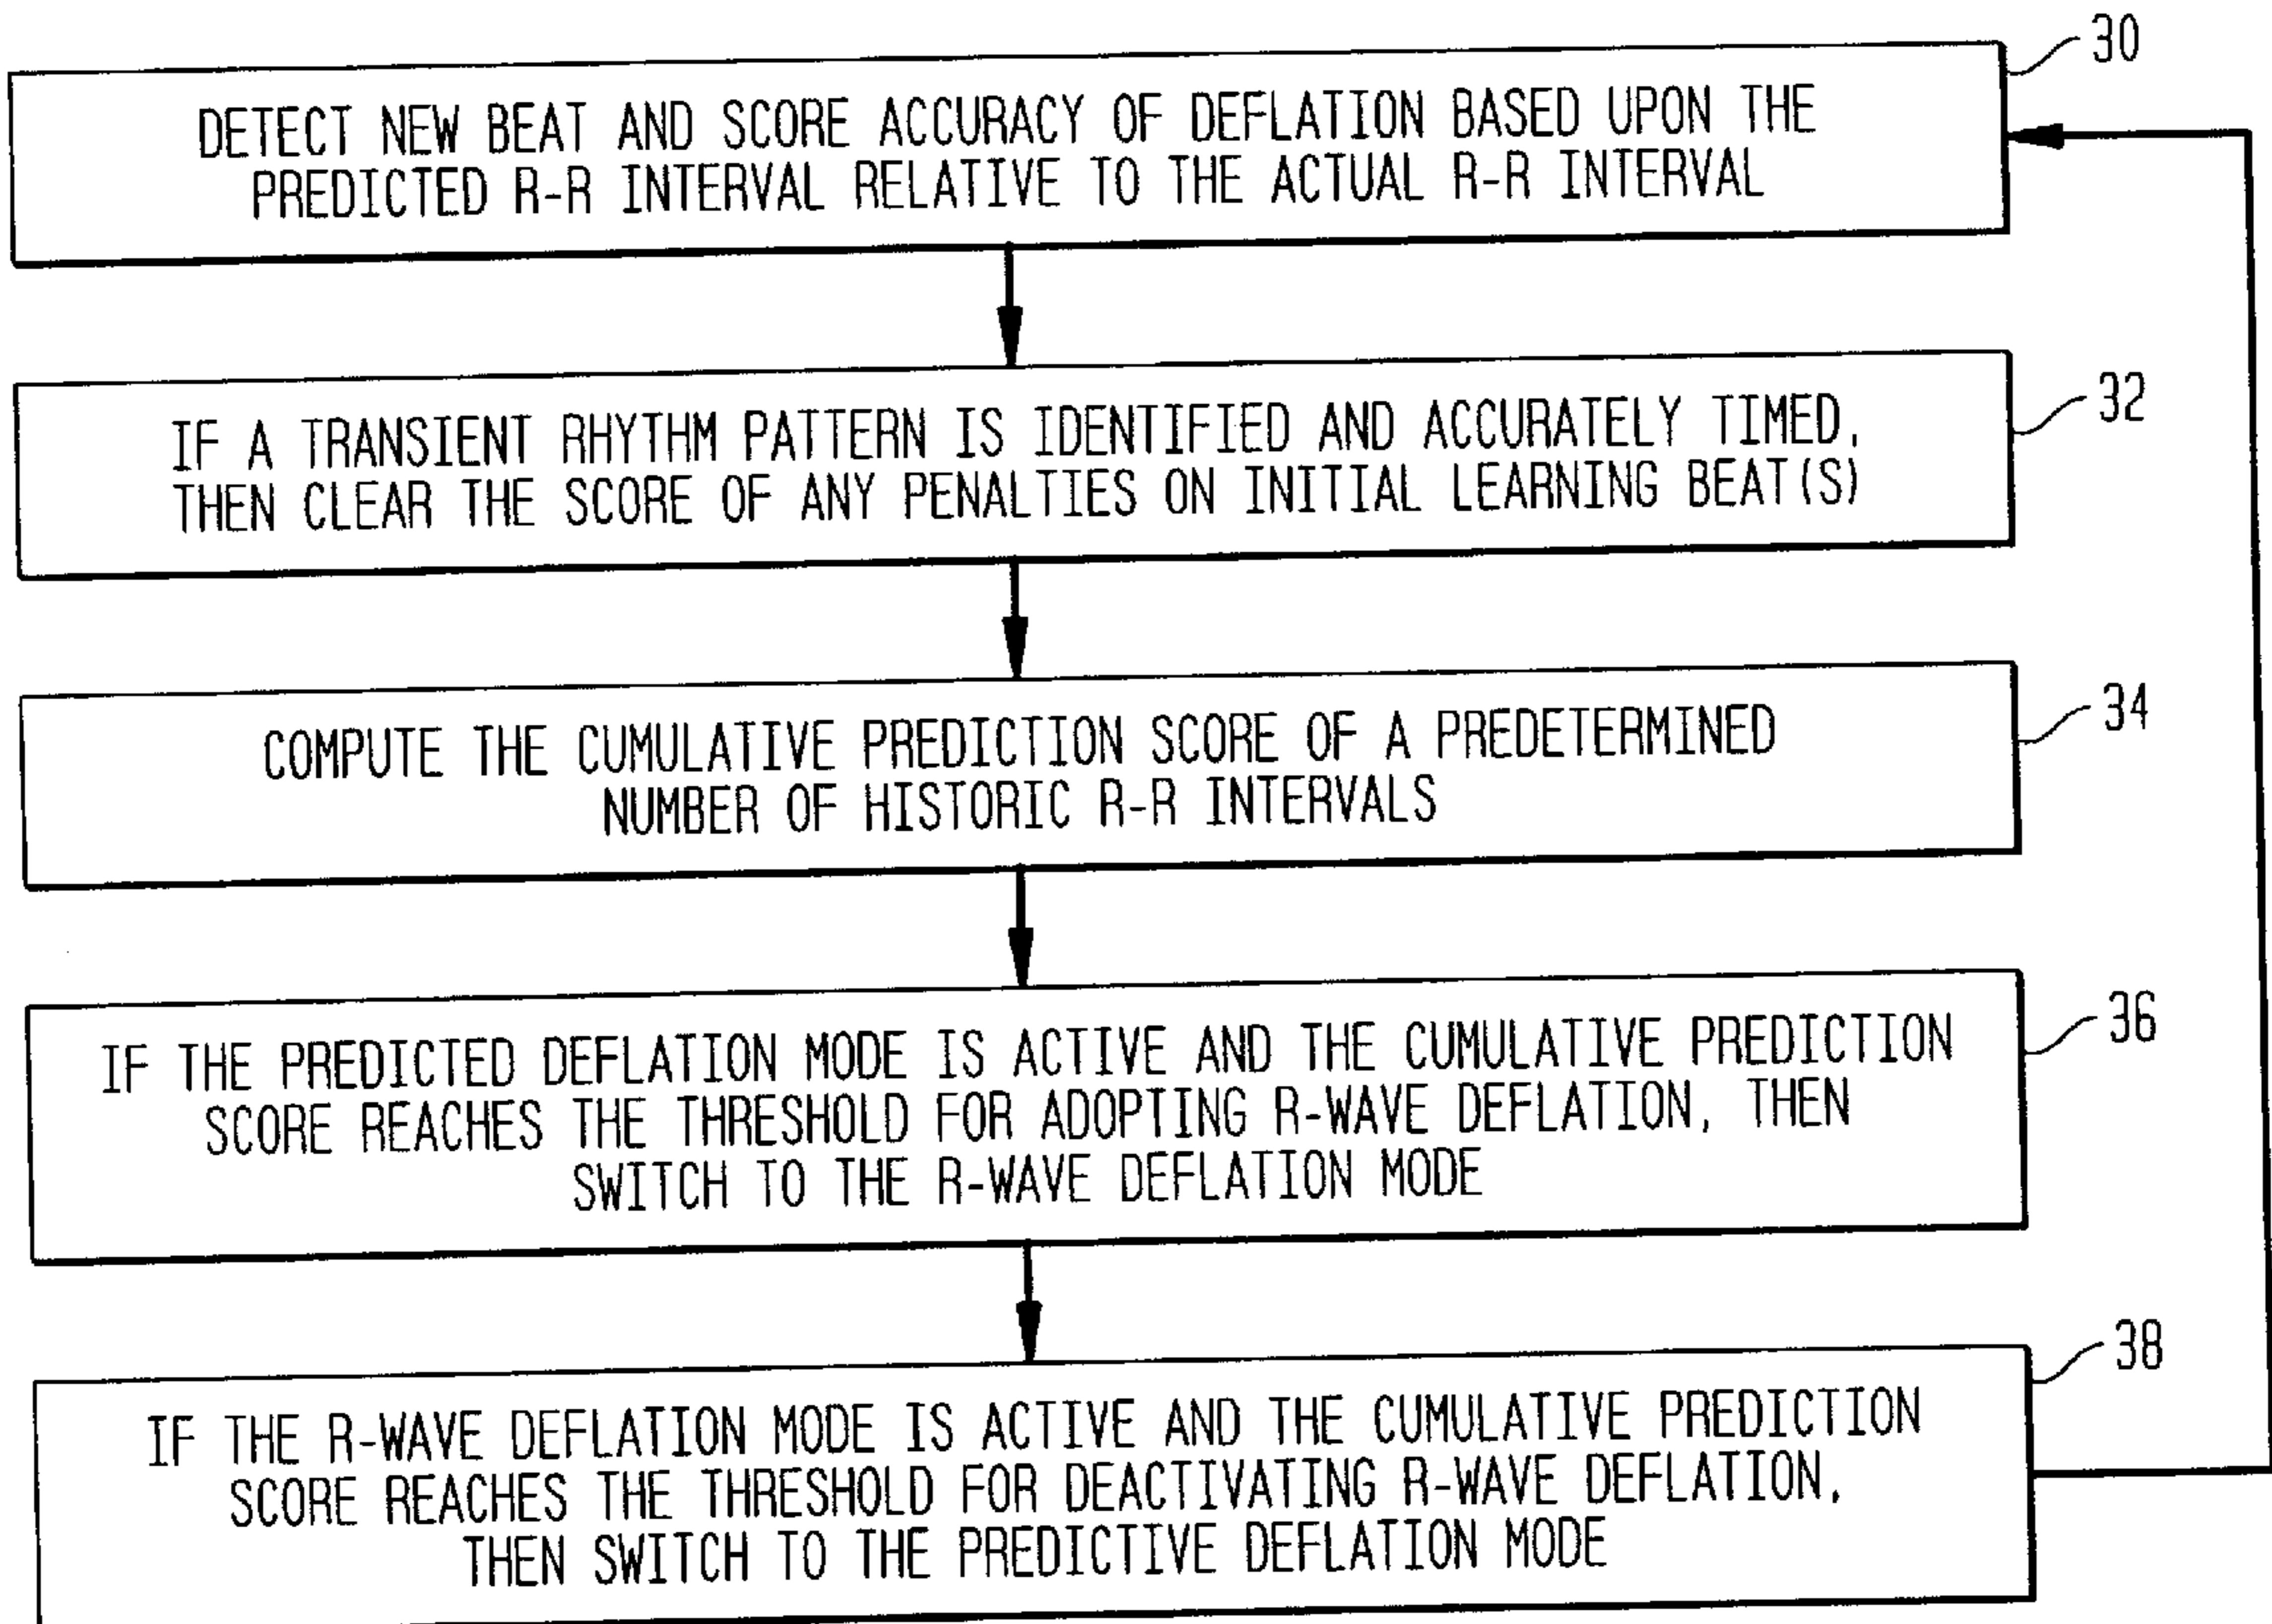 30
DETECT NEW BEAT AND SCORE ACCURACY OF DEFLATION BASED UPON THE
PREDICTED R-R INTERVAL RELATIVE TO THE ACTUAL R-R INTERVAL
32
IF A TRANSIENT RHYTHM PATTERN IS IDENTIFIED AND ACCURATELY TIMED,
THEN CLEAR THE SCORE OF ANY PENALTIES ON INITIAL LEARNING BEAT(S)
34
COMPUTE THE CUMULATIVE PREDICTION SCORE OF A PREDETERMINED
NUMBER OF HISTORIC R-R INTERVALS
36
IF THE PREDICTED DEFLATION MODE IS ACTIVE AND THE CUMULATIVE PREDICTION
SCORE REACHES THE THRESHOLD FOR ADOPTING R-WAVE DEFLATION, THEN
SWITCH TO THE R-WAVE DEFLATION MODE
38
IF THE R-WAVE DEFLATION MODE IS ACTIVE AND THE CUMULATIVE PREDICTION
SCORE REACHES THE THRESHOLD FOR DEACTIVATING R-WAVE DEFLATION,
THEN SWITCH TO THE PREDICTIVE DEFLATION MODE